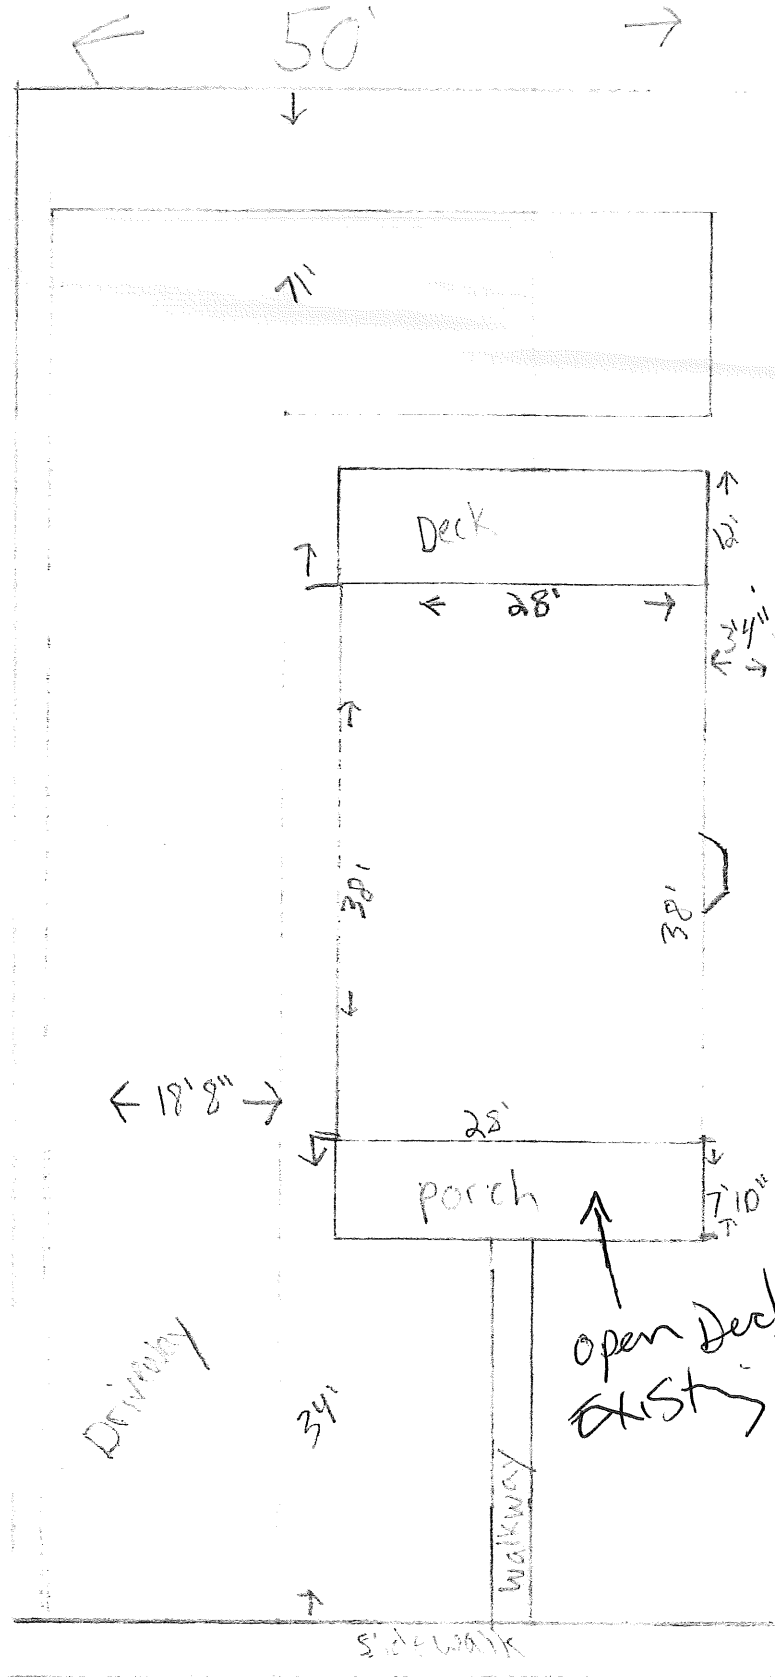 50'
71'
Deck
12'
28'
3'4"
38'
38'
18'8"
28'
porch
7'10"
open Deck
Existing
Driveway
34'
walkway
sidewalk